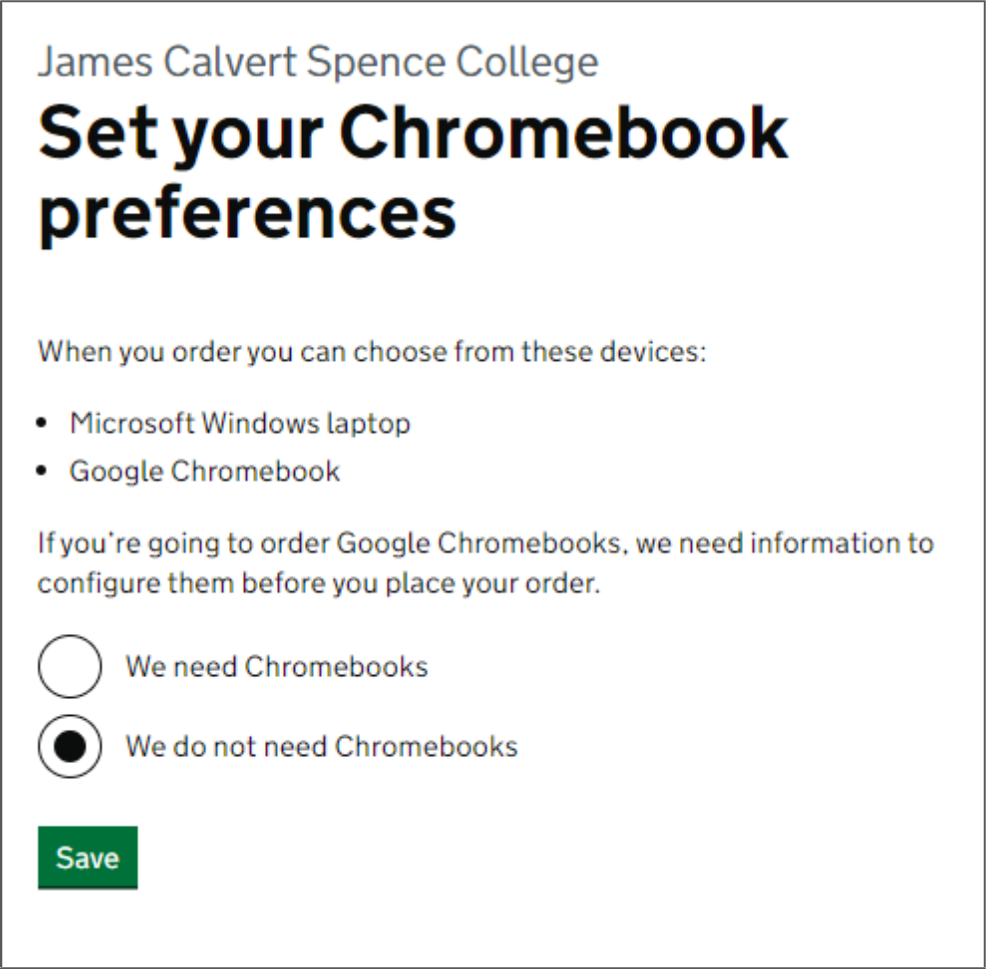 James Calvert Spence College
Set your Chromebook
preferences
When you order you can choose from these devices:
• Microsoft Windows laptop
• Google Chromebook
If you're going to order Google Chromebooks, we need information to
configure them before you place your order.
We need Chromebooks
We do not need Chromebooks
Save